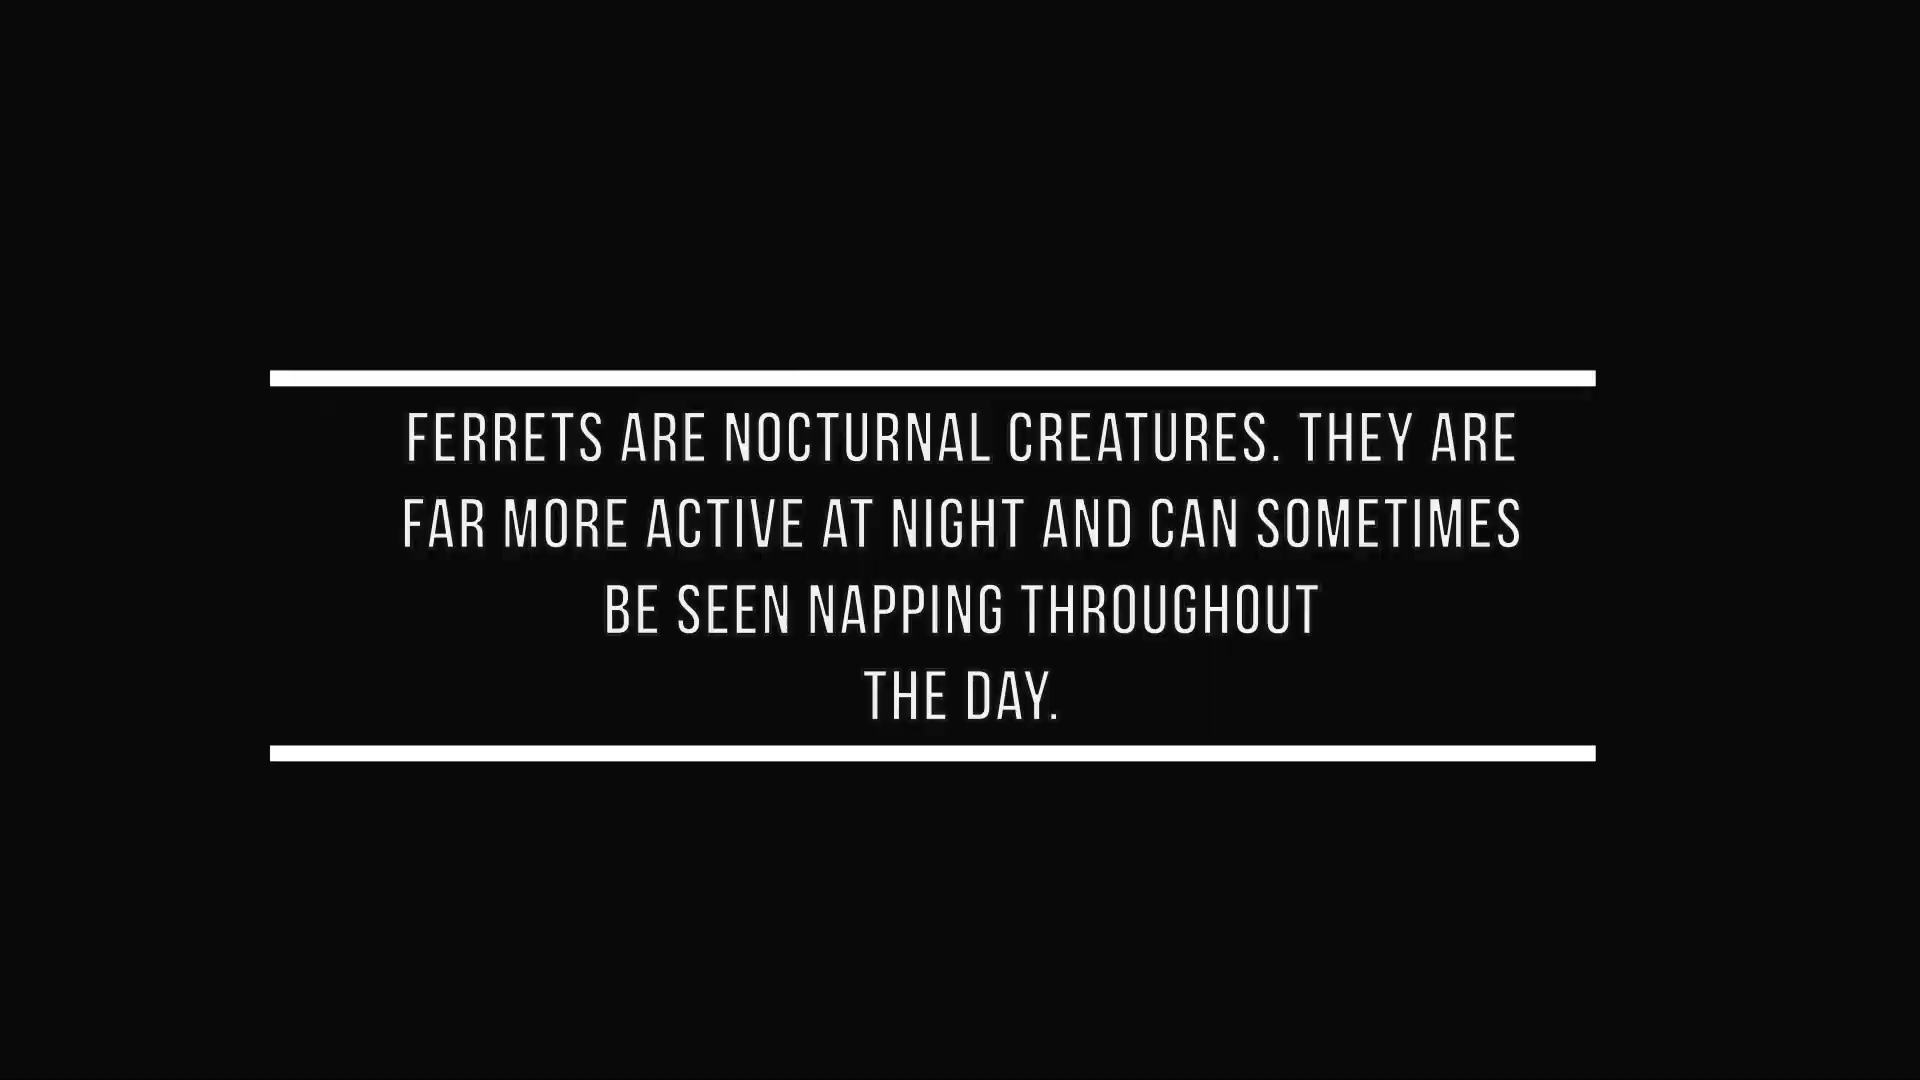 FERRETS ARE NOCTURNAL CREATURES. THEY ARE
FAR MORE ACTIVE AT NIGHT AND CAN SOMETIMES
BE SEEN NAPPING THROUGHOUT
THE DAY.